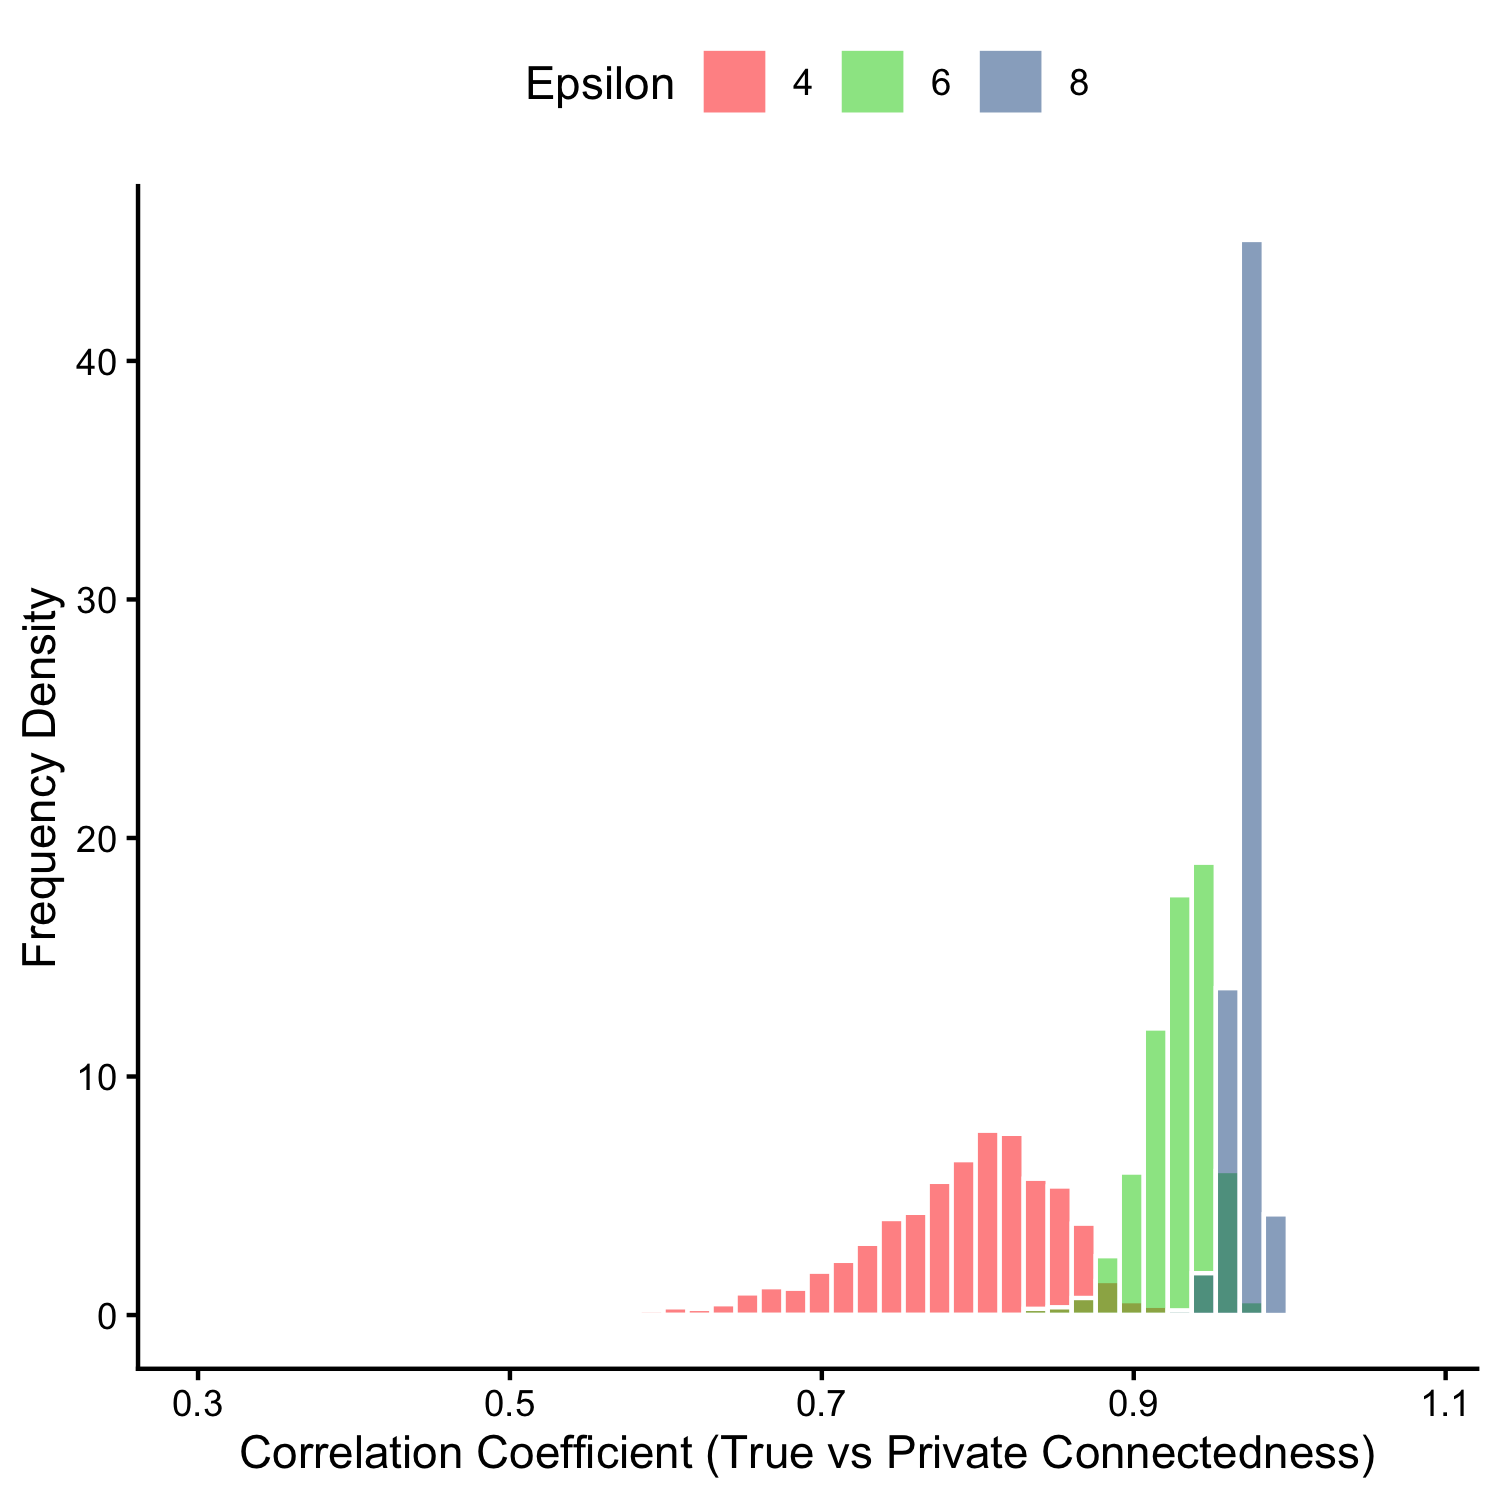 Epsilon 4 6 8
Frequency Density
40
30
20
10
0
0.3 0.5 0.7 0.9 1.1
Correlation Coefficient (True vs Private Connectedness)